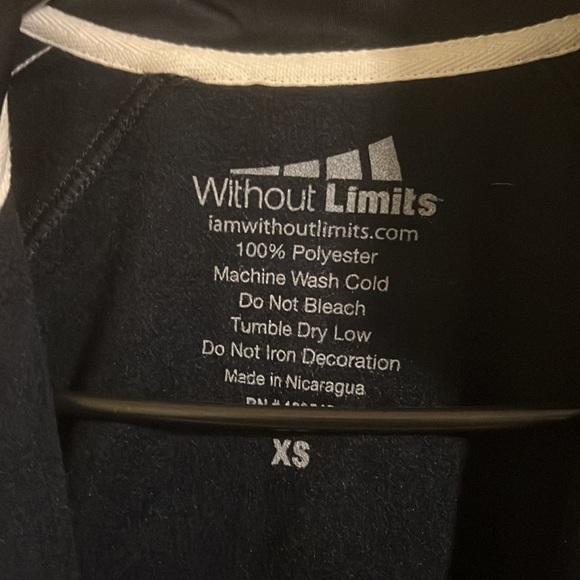 Without Limits
iamwithoutlimits.com
100% Polyester
Machine Wash Cold
Do Not Bleach
Tumble Dry Low
Do Not Iron Decoration
Made in Nicaragua
RN #
XS